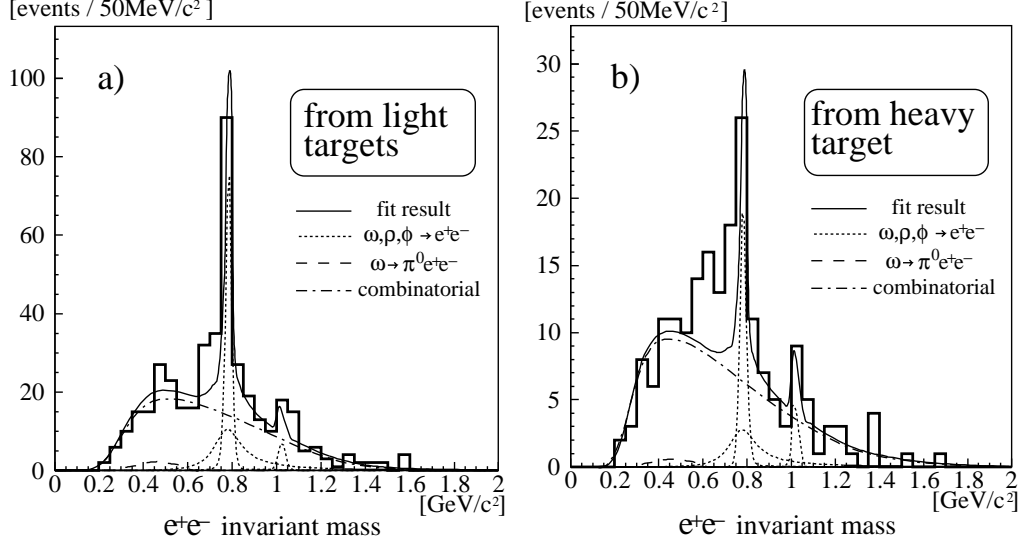 [events / 50MeV/c²]
a)
from light
targets
fit result
ω,ρ,ϕ → e⁺e⁻
ω → π⁰e⁺e⁻
combinatorial
100
80
60
40
20
0
0 0.2 0.4 0.6 0.8 1 1.2 1.4 1.6 1.8 2
[GeV/c²]
e⁺e⁻ invariant mass
[events / 50MeV/c²]
b)
from heavy
target
fit result
ω,ρ,ϕ → e⁺e⁻
ω → π⁰e⁺e⁻
combinatorial
30
25
20
15
10
5
0
0 0.2 0.4 0.6 0.8 1 1.2 1.4 1.6 1.8 2
[GeV/c²]
e⁺e⁻ invariant mass